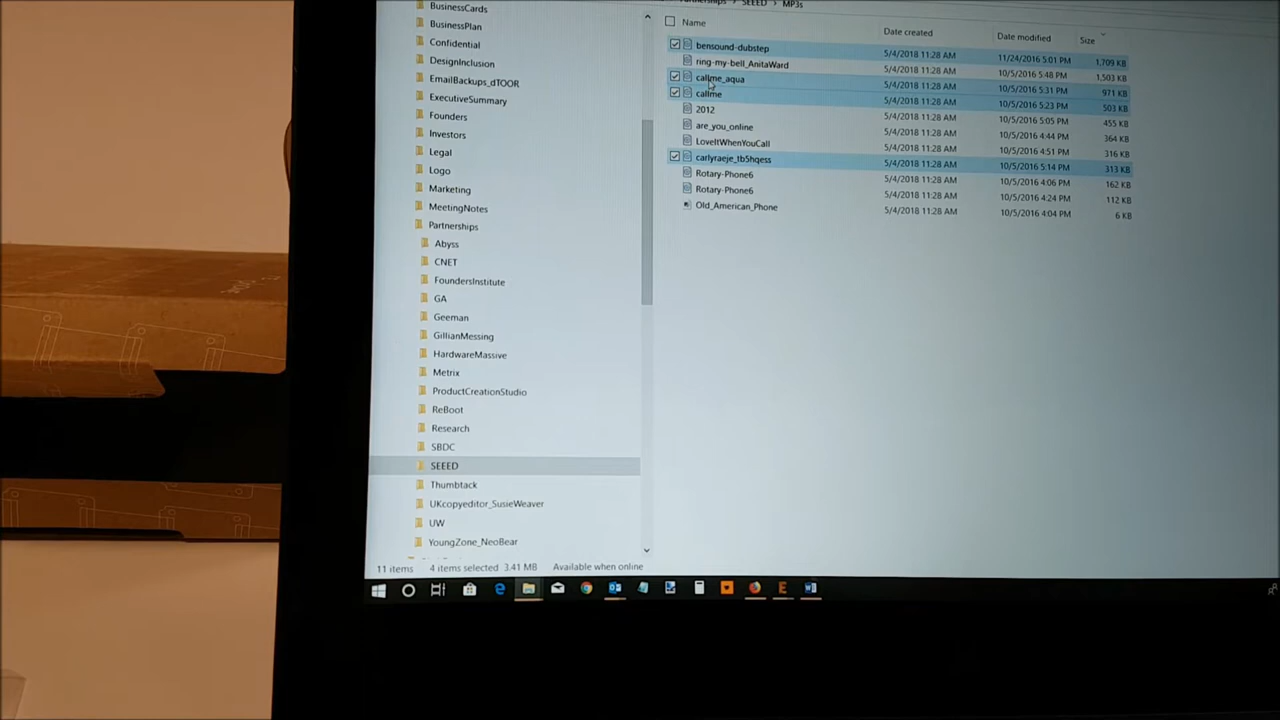 SEEED > MP3s
BusinessCards
BusinessPlan
Confidential
DesignInclusion
EmailBackups_dTOOR
ExecutiveSummary
Founders
Investors
Legal
Logo
Marketing
MeetingNotes
Partnerships
Abyss
CNET
FoundersInstitute
GA
Geeman
GillianMessing
HardwareMassive
Metrix
ProductCreationStudio
ReBoot
Research
SBDC
SEEED
Thumbtack
UKcopyeditor_SusieWeaver
UW
YoungZone_NeoBear
Name Date created Date modified Size
bensound-dubstep 5/4/2018 11:28 AM 11/24/2016 5:01 PM 1,709 KB
ring-my-bell_AnitaWard 5/4/2018 11:28 AM 10/5/2016 5:48 PM 1,503 KB
callme_aqua 5/4/2018 11:28 AM 10/5/2016 5:31 PM 971 KB
callme 5/4/2018 11:28 AM 10/5/2016 5:23 PM 503 KB
2012 5/4/2018 11:28 AM 10/5/2016 5:05 PM 455 KB
are_you_online 5/4/2018 11:28 AM 10/5/2016 4:44 PM 364 KB
LoveItWhenYouCall 5/4/2018 11:28 AM 10/5/2016 4:51 PM 316 KB
carlyraeje_tb5hqess 5/4/2018 11:28 AM 10/5/2016 5:14 PM 313 KB
Rotary-Phone6 5/4/2018 11:28 AM 10/5/2016 4:06 PM 162 KB
Rotary-Phone6 5/4/2018 11:28 AM 10/5/2016 4:24 PM 112 KB
Old_American_Phone 5/4/2018 11:28 AM 10/5/2016 4:04 PM 6 KB
11 items 4 items selected 3.41 MB Available when online